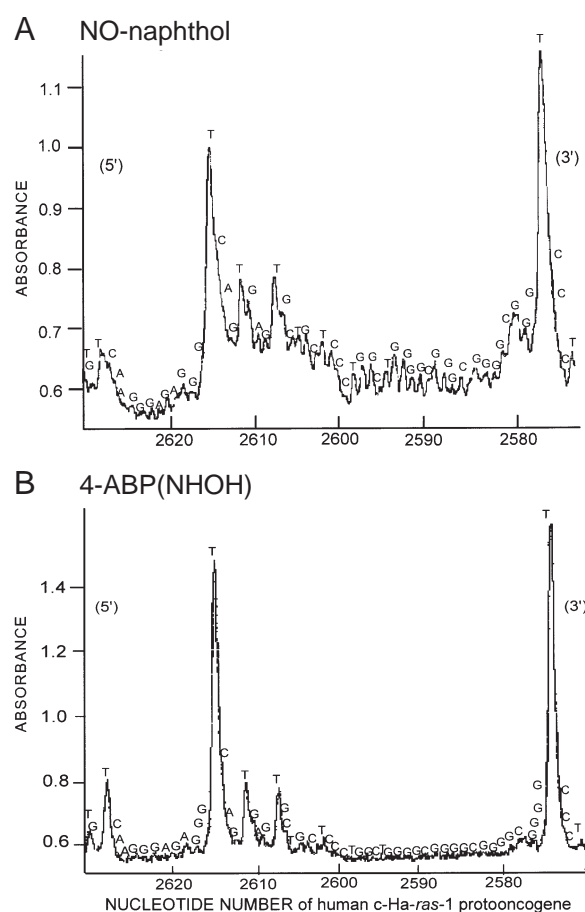 A NO-naphthol
ABSORBANCE
1.1
1.0
0.9
0.8
0.7
0.6
(5')
(3')
T
G
T
C
A
A
G
G
G
A
G
A
G
G
T
C
A
G
T
G
A
G
T
G
C
T
G
C
T
C
C
C
T
G
G
C
T
G
G
G
G
C
G
G
G
C
G
G
G
C
G
G
G
T
C
C
C
T
2620 2610 2600 2590 2580
B 4-ABP(NHOH)
ABSORBANCE
1.4
1.2
1.0
0.8
0.6
(5')
(3')
T
G
T
C
A
A
G
G
G
A
G
A
G
G
T
C
A
G
T
G
A
G
T
G
C
T
G
C
T
C
C
C
T
G
G
C
T
G
G
G
G
C
G
G
G
G
T
C
C
C
T
2620 2610 2600 2590 2580
NUCLEOTIDE NUMBER of human c-Ha-ras-1 protooncogene